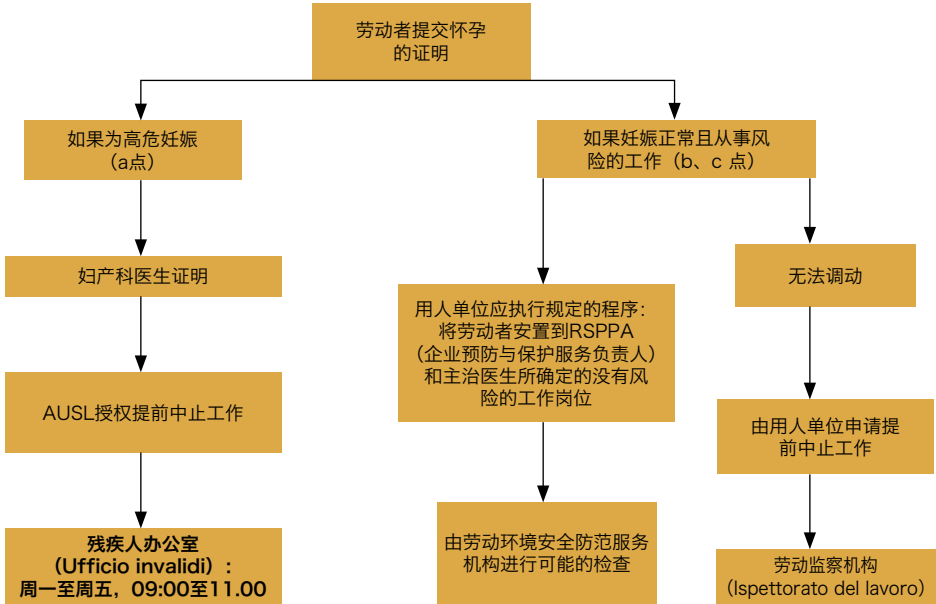 劳动者提交怀孕
的证明
如果为高危妊娠
（a点）
如果妊娠正常且从事风
险的工作（b、c 点）
妇产科医生证明
无法调动
用人单位应执行规定的程序：
将劳动者安置到RSPPA
（企业预防与保护服务负责人）
和主治医生所确定的没有风
险的工作岗位
AUSL授权提前中止工作
由用人单位申请提
前中止工作
残疾人办公室
（Ufficio invalidi）：
周一至周五，09:00至11.00
由劳动环境安全防范服务
机构进行可能的检查
劳动监察机构
（Ispettorato del lavoro）